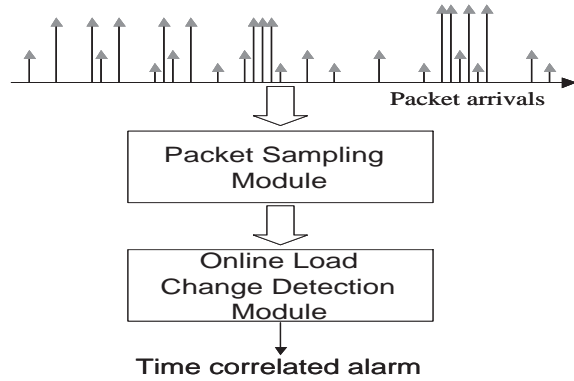 Packet arrivals
Packet Sampling
Module
Online Load
Change Detection
Module
Time correlated alarm